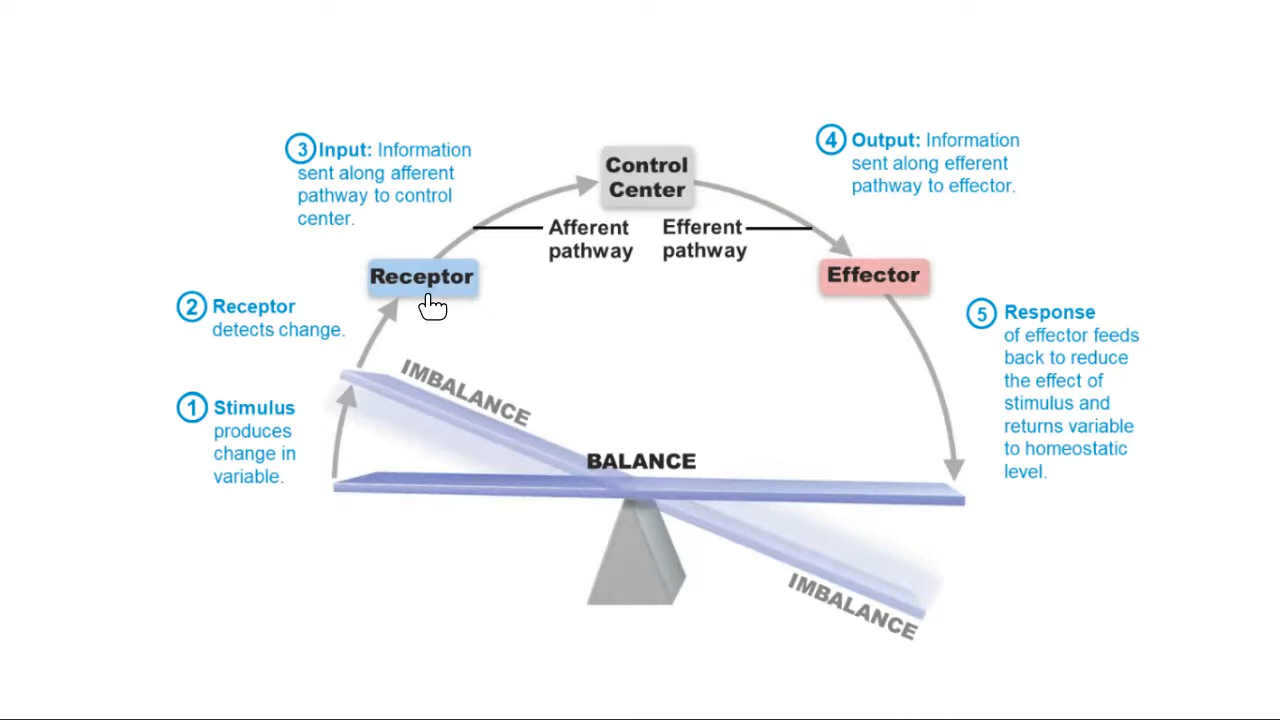 3 Input: Information
sent along afferent
pathway to control
center.
Control
Center
4 Output: Information
sent along efferent
pathway to effector.
Afferent
pathway
Efferent
pathway
Receptor
Effector
2 Receptor
detects change.
5 Response
of effector feeds
back to reduce
the effect of
stimulus and
returns variable
to homeostatic
level.
1 Stimulus
produces
change in
variable.
IMBALANCE
BALANCE
IMBALANCE